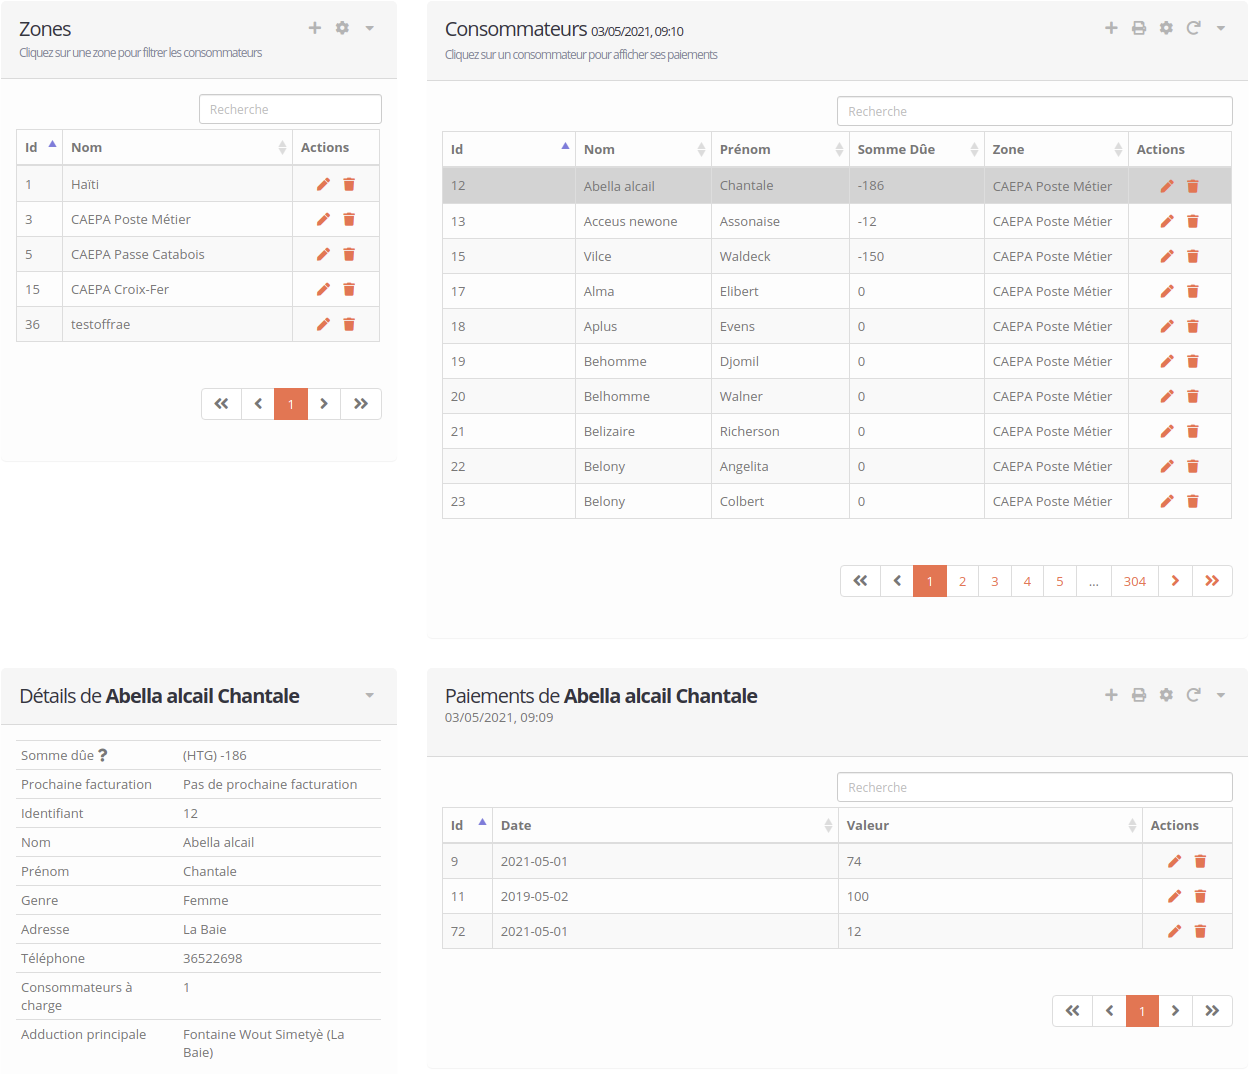 Zones
Cliquez sur une zone pour filtrer les consommateurs
Recherche
Id Nom Actions
1 Haïti
3 CAEPA Poste Métier
5 CAEPA Passe Catabois
15 CAEPA Croix-Fer
36 testoffrae
1
Consommateurs 03/05/2021, 09:10
Cliquez sur un consommateur pour afficher ses paiements
Recherche
Id Nom Prénom Somme Dûe Zone Actions
12 Abella alcail Chantale -186 CAEPA Poste Métier
13 Acceus newone Assonaise -12 CAEPA Poste Métier
15 Vilce Waldeck -150 CAEPA Poste Métier
17 Alma Elibert 0 CAEPA Poste Métier
18 Aplus Evens 0 CAEPA Poste Métier
19 Behomme Djomil 0 CAEPA Poste Métier
20 Belhomme Walner 0 CAEPA Poste Métier
21 Belizaire Richerson 0 CAEPA Poste Métier
22 Belony Angelita 0 CAEPA Poste Métier
23 Belony Colbert 0 CAEPA Poste Métier
1 2 3 4 5 ... 304
Détails de Abella alcail Chantale
Somme dûe ? (HTG) -186
Prochaine facturation Pas de prochaine facturation
Identifiant 12
Nom Abella alcail
Prénom Chantale
Genre Femme
Adresse La Baie
Téléphone 36522698
Consommateurs à 1
charge
Adduction principale Fontaine Wout Simetyè (La
Baie)
Paiements de Abella alcail Chantale
03/05/2021, 09:09
Recherche
Id Date Valeur Actions
9 2021-05-01 74
11 2019-05-02 100
72 2021-05-01 12
1